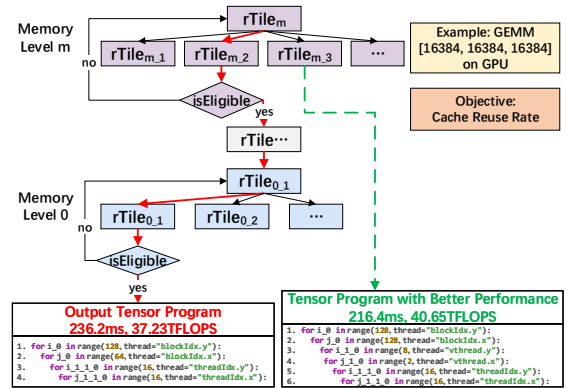 Memory
Level m
rTile_m
rTile_m_1
rTile_m_2
rTile_m_3
...
no
isEligible
yes
Example: GEMM
[16384, 16384, 16384]
on GPU
Objective:
Cache Reuse Rate
rTile...
rTile_0_1
Memory
Level 0
rTile_0_1
rTile_0_2
...
no
isEligible
yes
Output Tensor Program
236.2ms, 37.23TFLOPS
1. for i_0 in range(128,thread="blockIdx.y"):
2. for j_0 in range(64,thread="blockIdx.x"):
3. for i_1_1_0 in range(16,thread="threadIdx.y"):
4. for j_1_1_0 in range(16,thread="threadIdx.x"):
Tensor Program with Better Performance
216.4ms, 40.65TFLOPS
1. for i_0 in range(128,thread="blockIdx.y"):
2. for j_0 in range(128,thread="blockIdx.x"):
3. for i_1_0 in range(8,thread="vthread.y"):
4. for j_1_0 in range(2,thread="vthread.x"):
5. for i_1_1_0 in range(16,thread="threadIdx.y"):
6. for j_1_1_0 in range(16,thread="threadIdx.x"):